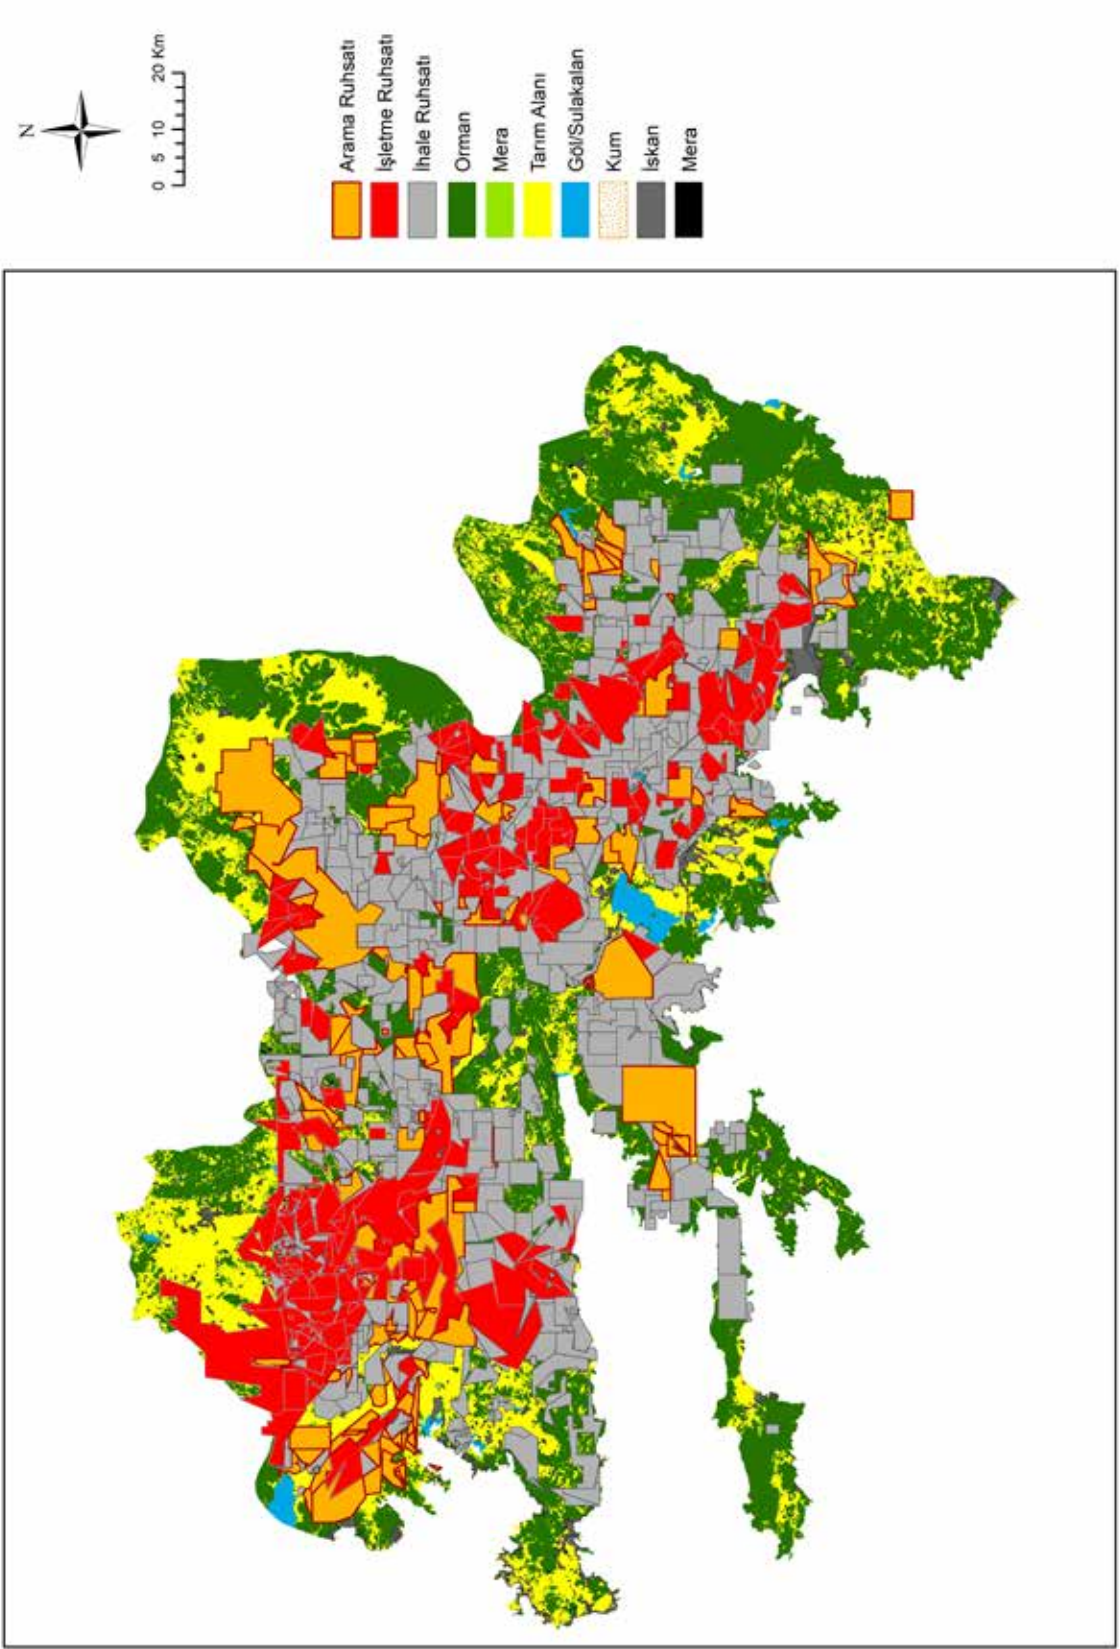 N
0 5 10 20 Km
Arama Ruhsatı
İşletme Ruhsatı
İhale Ruhsatı
Orman
Mera
Tarım Alanı
Göl/Sulakalan
Kum
İskan
Mera